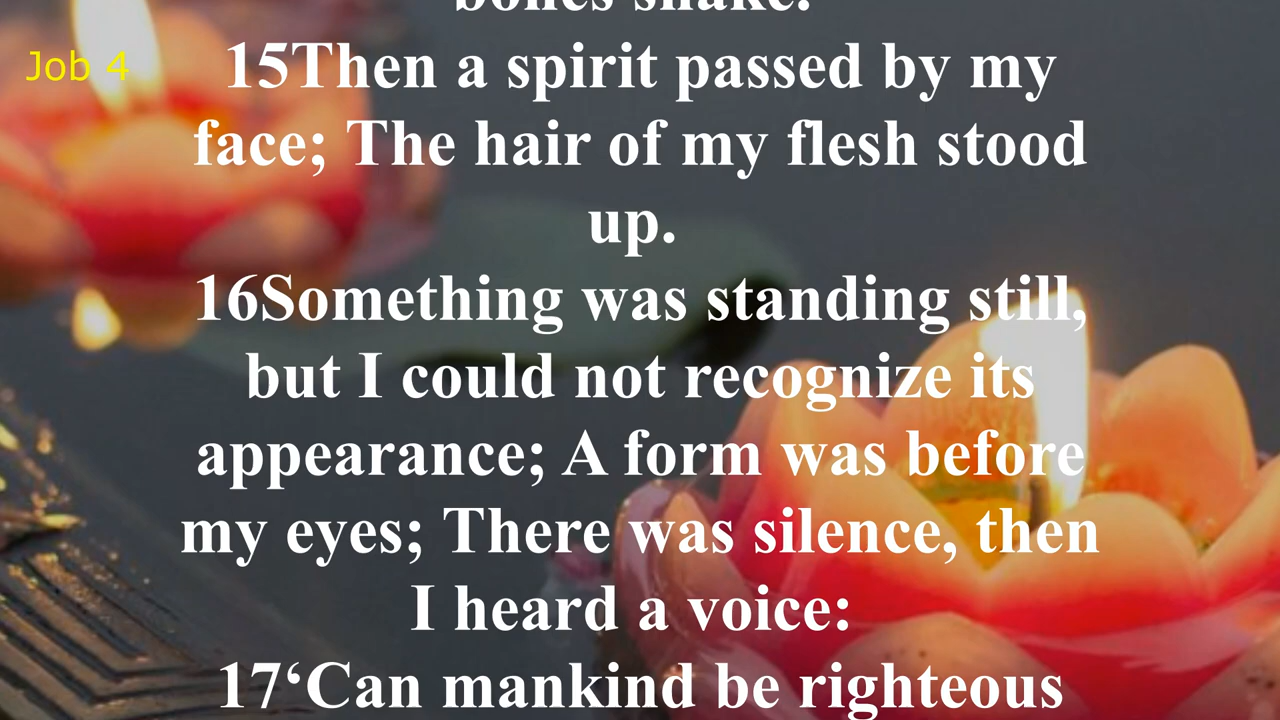 bones shake.
Job 4
15Then a spirit passed by my
face; The hair of my flesh stood
up.
16Something was standing still,
but I could not recognize its
appearance; A form was before
my eyes; There was silence, then
I heard a voice:
17‘Can mankind be righteous